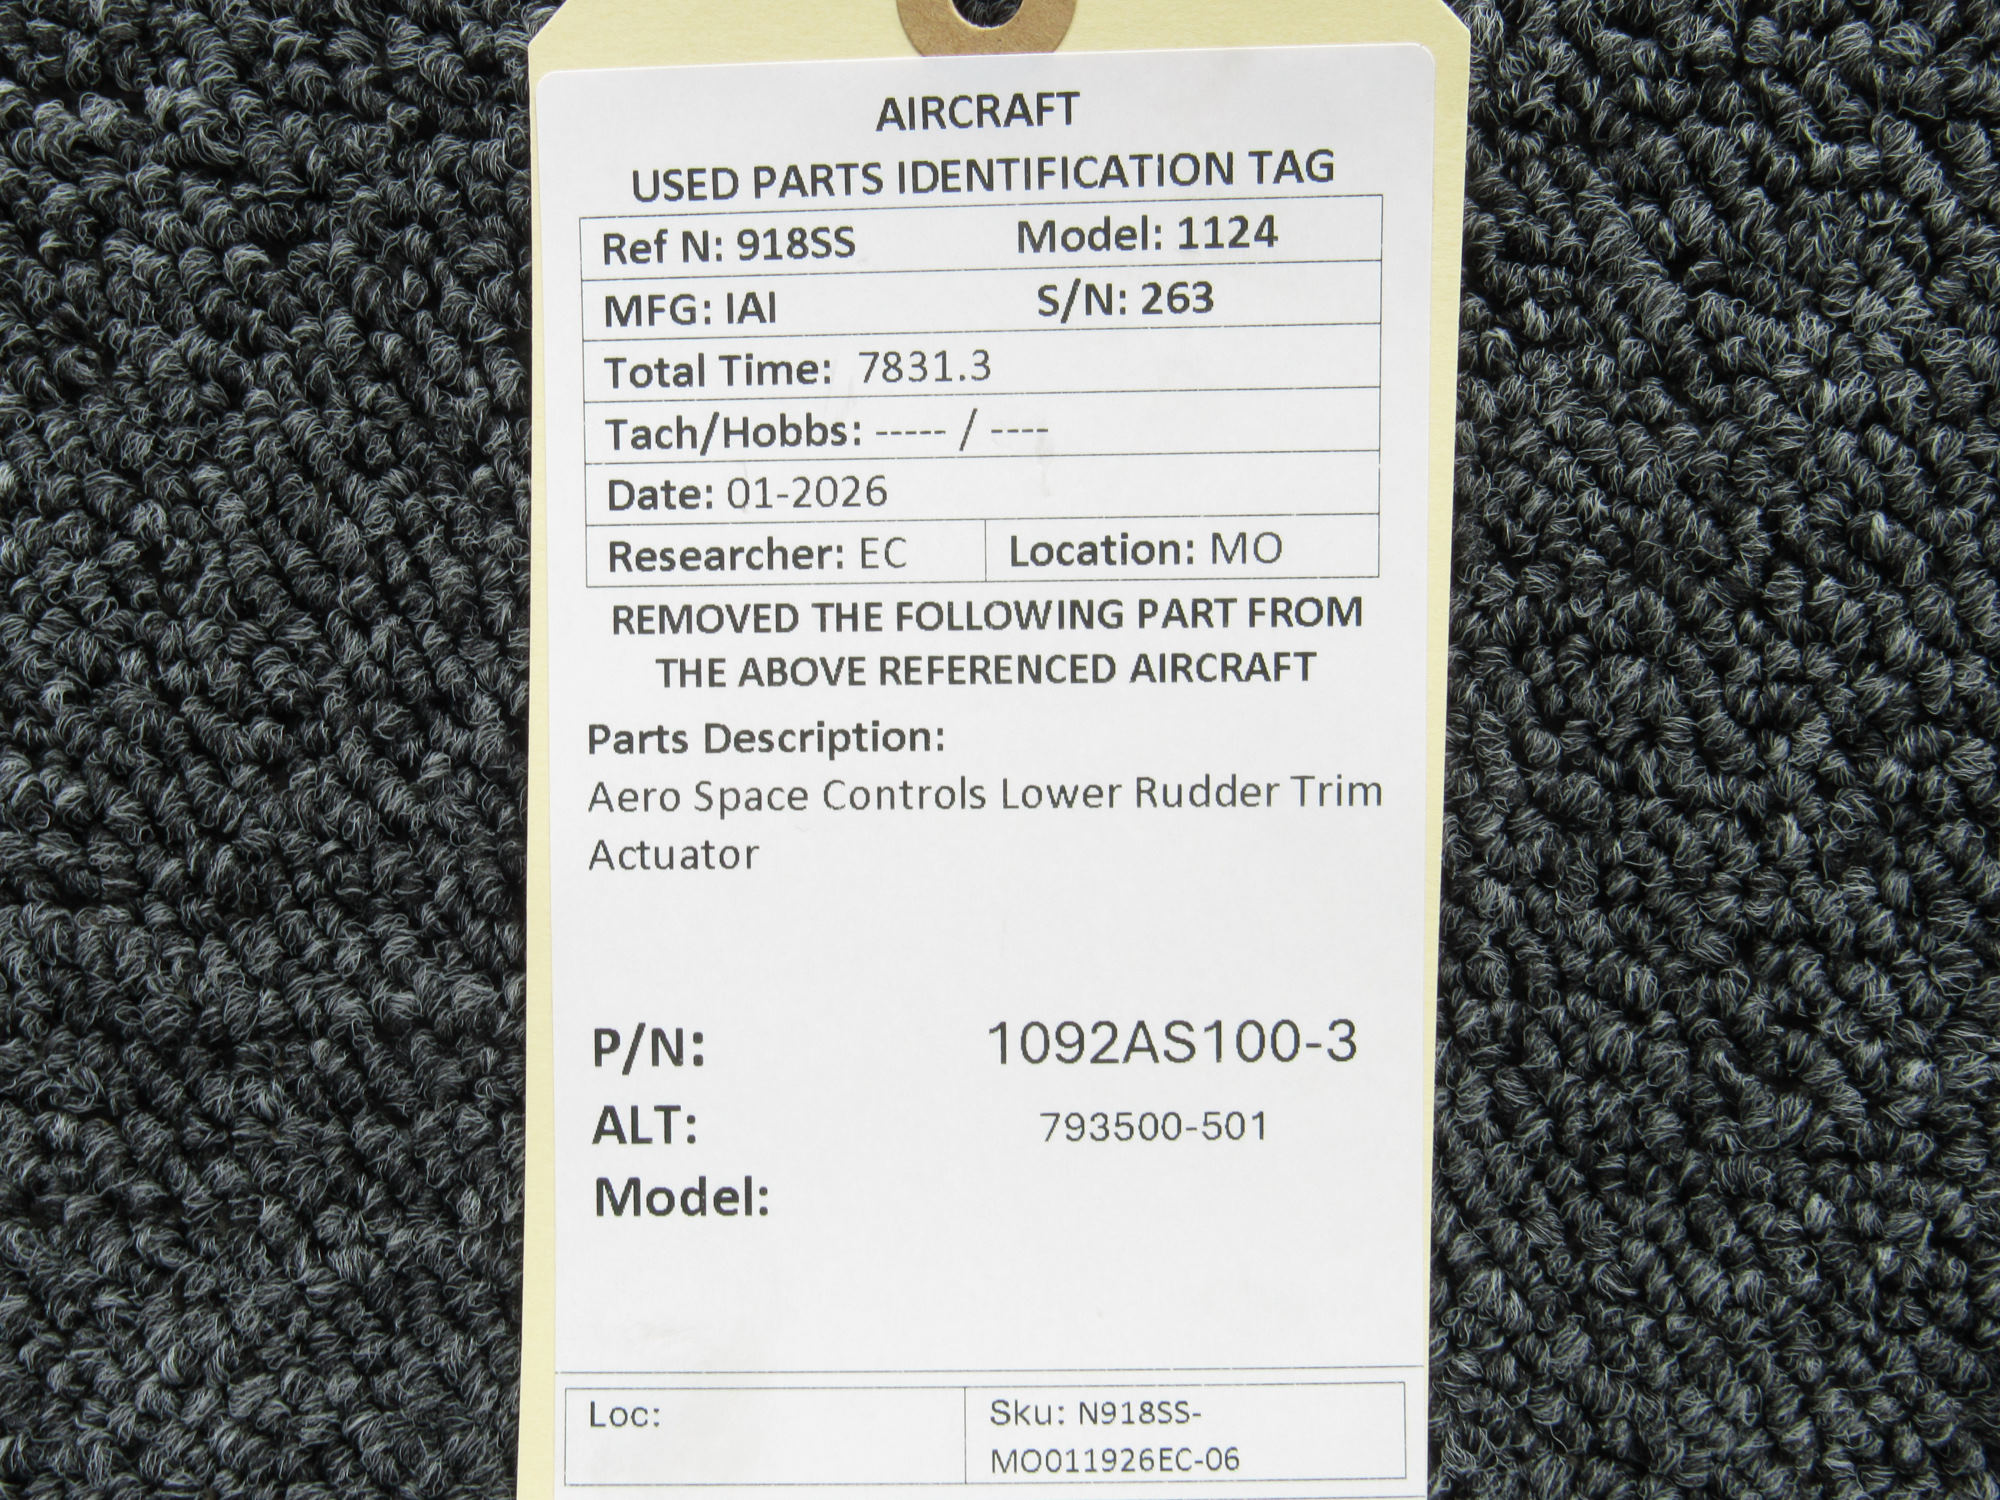 AIRCRAFT
USED PARTS IDENTIFICATION TAG
Ref N: 918SS Model: 1124
MFG: IAI S/N: 263
Total Time: 7831.3
Tach/Hobbs: ----- / ----
Date: 01-2026
Researcher: EC Location: MO
REMOVED THE FOLLOWING PART FROM
THE ABOVE REFERENCED AIRCRAFT
Parts Description:
Aero Space Controls Lower Rudder Trim
Actuator
P/N: 1092AS100-3
ALT: 793500-501
Model:
Loc: Sku: N918SS-
MO011926EC-06